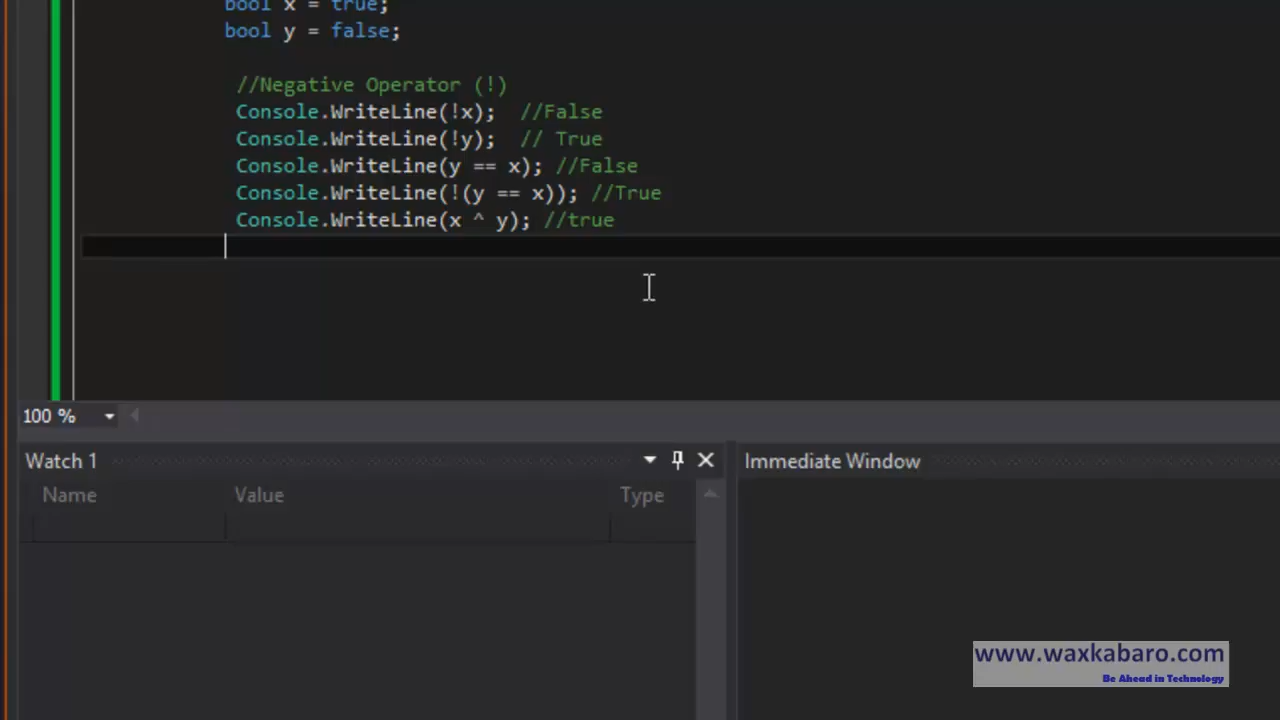 bool x = true;
bool y = false;
//Negative Operator (!)
Console.WriteLine(!x);  //False
Console.WriteLine(!y);  // True
Console.WriteLine(y == x); //False
Console.WriteLine(!(y == x)); //True
Console.WriteLine(x ^ y); //true
100 %
Watch 1
Immediate Window
Name Value Type
www.waxkabaro.com
Be Ahead in Technology